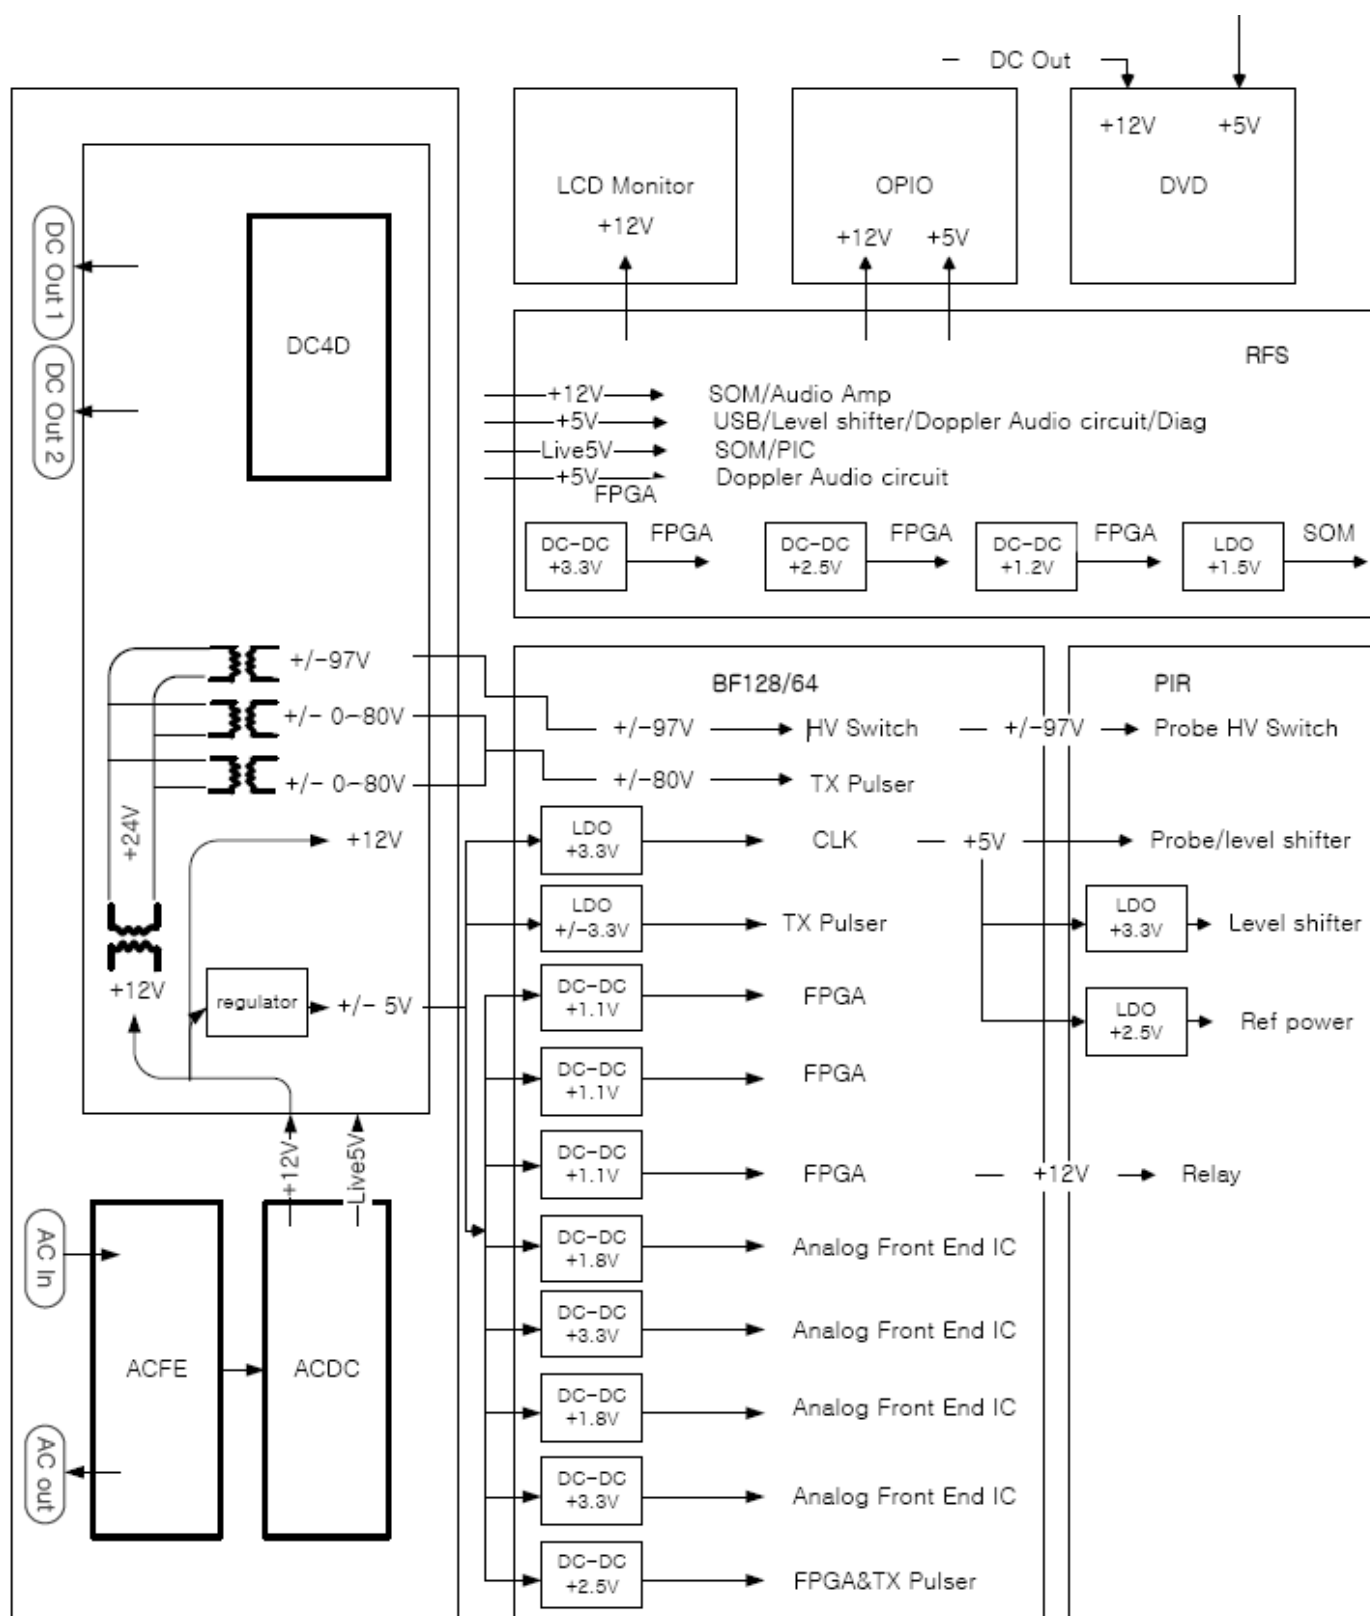 DC Out
+12V +5V
DVD
LCD Monitor
+12V
OPIO
+12V +5V
DC Out 1
DC Out 2
DC4D
RFS
+12V SOM/Audio Amp
+5V USB/Level shifter/Doppler Audio circuit/Diag
Live5V SOM/PIC
+5V Doppler Audio circuit
FPGA
DC-DC
+3.3V
FPGA
DC-DC
+2.5V
FPGA
DC-DC
+1.2V
FPGA
LDO
+1.5V
SOM
+/-97V
+/- 0~80V
+/- 0~80V
+24V
+12V
+12V
regulator
+/- 5V
+12V
Live5V
AC In
AC out
ACFE
ACDC
BF128/64
+/-97V HV Switch
+/-80V TX Pulser
LDO
+3.3V
CLK
LDO
+/-3.3V
TX Pulser
DC-DC
+1.1V
FPGA
DC-DC
+1.1V
FPGA
DC-DC
+1.1V
FPGA
DC-DC
+1.8V
Analog Front End IC
DC-DC
+3.3V
Analog Front End IC
DC-DC
+1.8V
Analog Front End IC
DC-DC
+3.3V
Analog Front End IC
DC-DC
+2.5V
FPGA&TX Pulser
PIR
+/-97V Probe HV Switch
+5V Probe/level shifter
LDO
+3.3V
Level shifter
LDO
+2.5V
Ref power
+12V Relay